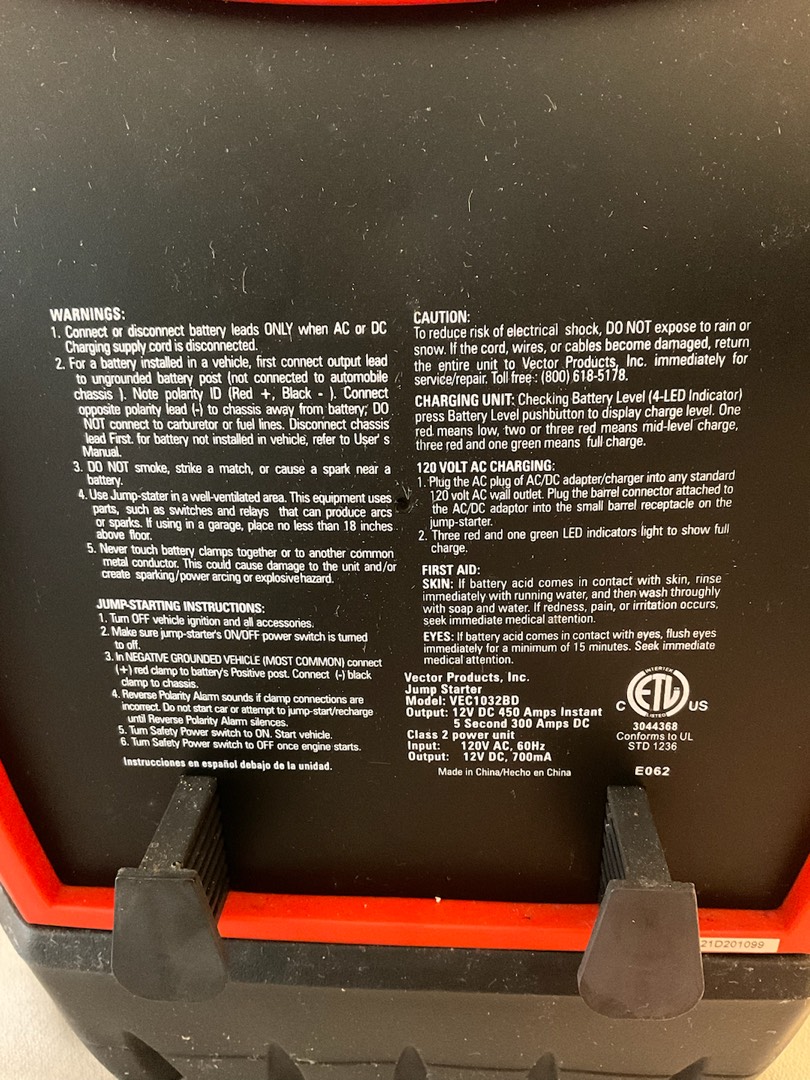 WARNINGS:
1. Connect or disconnect battery leads ONLY when AC or DC
Charging supply cord is disconnected.
2. For a battery installed in a vehicle, first connect output lead
to ungrounded battery post (not connected to automobile
chassis ). Note polarity ID (Red +, Black - ). Connect
opposite polarity lead (-) to chassis away from battery; DO
NOT connect to carburetor or fuel lines. Disconnect chassis
lead First. for battery not installed in vehicle, refer to User' s
Manual.
3. DO NOT smoke, strike a match, or cause a spark near a
battery.
4. Use Jump-stater in a well-ventilated area. This equipment uses
parts, such as switches and relays that can produce arcs
or sparks. If using in a garage, place no less than 18 inches
above floor.
5. Never touch battery clamps together or to another common
metal conductor. This could cause damage to the unit and/or
create sparking/power arcing or explosive hazard.
JUMP-STARTING INSTRUCTIONS:
1. Turn OFF vehicle ignition and all accessories.
2. Make sure jump-starter's ON/OFF power switch is turned
to off.
3. In NEGATIVE GROUNDED VEHICLE (MOST COMMON) connect
(+) red clamp to battery's Positive post. Connect (-) black
clamp to chassis.
4. Reverse Polarity Alarm sounds if clamp connections are
incorrect. Do not start car or attempt to jump-start/recharge
until Reverse Polarity Alarm silences.
5. Turn Safety Power switch to ON. Start vehicle.
6. Turn Safety Power switch to OFF once engine starts.
Instrucciones en español debajo de la unidad.
CAUTION:
To reduce risk of electrical shock, DO NOT expose to rain or
snow. If the cord, wires, or cables become damaged, return
the entire unit to Vector Products, Inc. immediately for
service/repair. Toll free : (800) 618-5178.
CHARGING UNIT: Checking Battery Level (4-LED Indicator)
press Battery Level pushbutton to display charge level. One
red means low, two or three red means mid-level charge,
three red and one green means full charge.
120 VOLT AC CHARGING:
1. Plug the AC plug of AC/DC adapter/charger into any standard
120 volt AC wall outlet. Plug the barrel connector attached to
the AC/DC adaptor into the small barrel receptacle on the
jump-starter.
2. Three red and one green LED indicators light to show full
charge.
FIRST AID:
SKIN: If battery acid comes in contact with skin, rinse
immediately with running water, and then wash throughly
with soap and water. If redness, pain, or irritation occurs,
seek immediate medical attention.
EYES: If battery acid comes in contact with eyes, flush eyes
immediately for a minimum of 15 minutes. Seek immediate
medical attention.
Vector Products, Inc.
Jump Starter
Model: VEC1032BD
Output: 12V DC 450 Amps Instant
5 Second 300 Amps DC
Class 2 power unit
Input: 120V AC, 60Hz
Output: 12V DC, 700mA
Made in China/Hecho en China
INTERTEK
C ETL US
LISTED
3044368
Conforms to UL
STD 1236
E062
21D201099